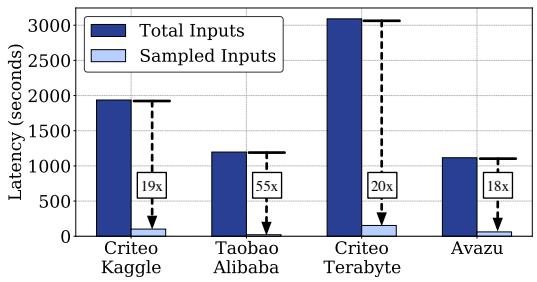 Total Inputs
Sampled Inputs
Latency (seconds)
3000
2500
2000
1500
1000
500
0
19x
55x
20x
18x
Criteo
Kaggle
Taobao
Alibaba
Criteo
Terabyte
Avazu